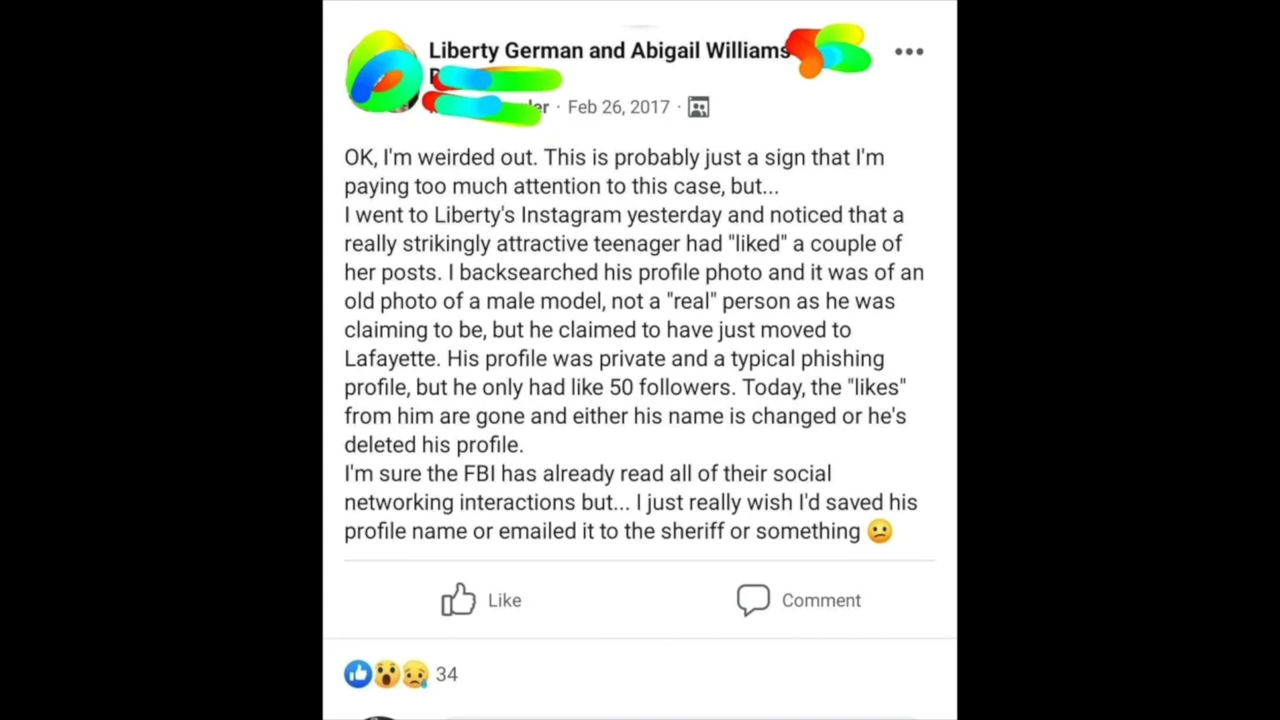 Liberty German and Abigail Williams
· Feb 26, 2017 ·
OK, I'm weirded out. This is probably just a sign that I'm
paying too much attention to this case, but...
I went to Liberty's Instagram yesterday and noticed that a
really strikingly attractive teenager had "liked" a couple of
her posts. I backsearched his profile photo and it was of an
old photo of a male model, not a "real" person as he was
claiming to be, but he claimed to have just moved to
Lafayette. His profile was private and a typical phishing
profile, but he only had like 50 followers. Today, the "likes"
from him are gone and either his name is changed or he's
deleted his profile.
I'm sure the FBI has already read all of their social
networking interactions but... I just really wish I'd saved his
profile name or emailed it to the sheriff or something 😕
Like
Comment
34